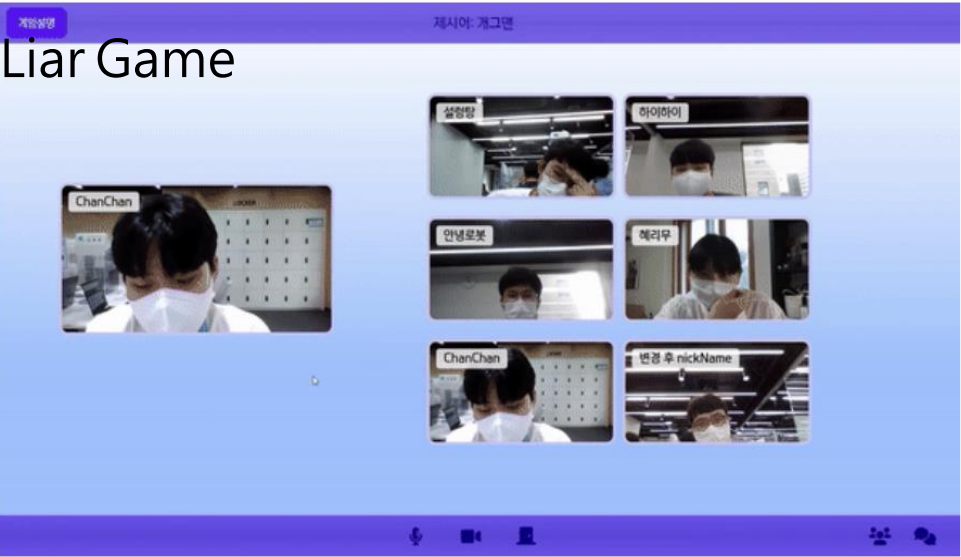 게임설명
제시어: 개그맨
Liar Game
설렁탕
하이하이
ChanChan
LOCKER
안녕로봇
혜리무
ChanChan
변경 후 nickName